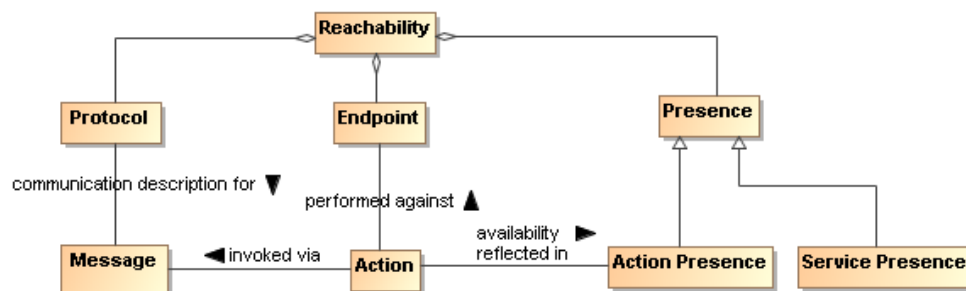 Reachability
Protocol
Endpoint
Presence
communication description for
performed against
availability
reflected in
invoked via
Message
Action
Action Presence
Service Presence